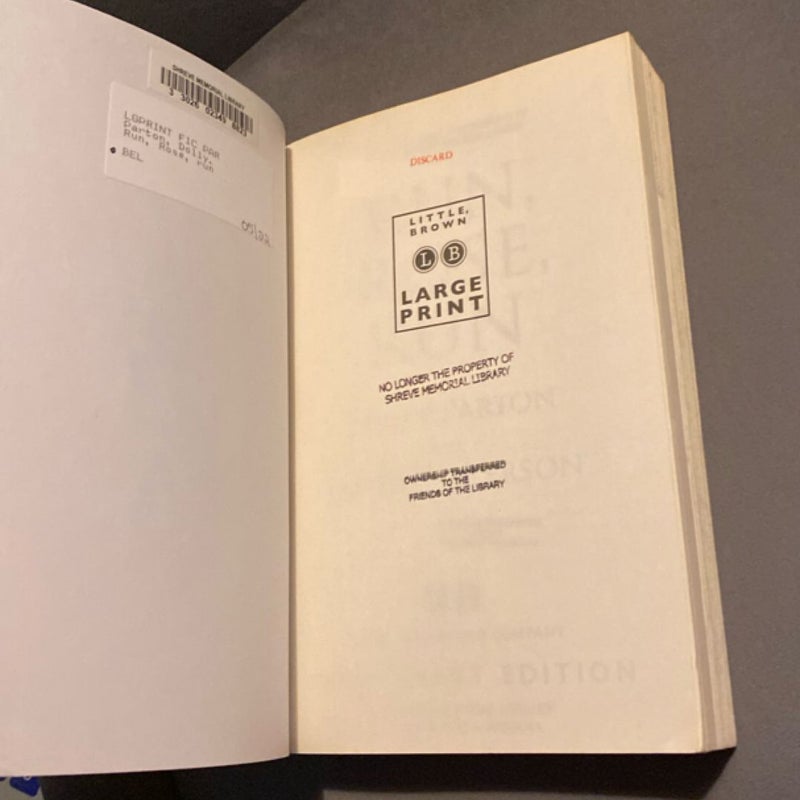 SHREVE MEMORIAL LIBRARY
LGPRINT FIC PAR
Parton, Dolly.
Run, Rose, run
BEL
DISCARD
LITTLE,
BROWN
L B
LARGE
PRINT
NO LONGER THE PROPERTY OF
SHREVE MEMORIAL LIBRARY
OWNERSHIP TRANSFERRED
TO THE
FRIENDS OF THE LIBRARY
EDITION